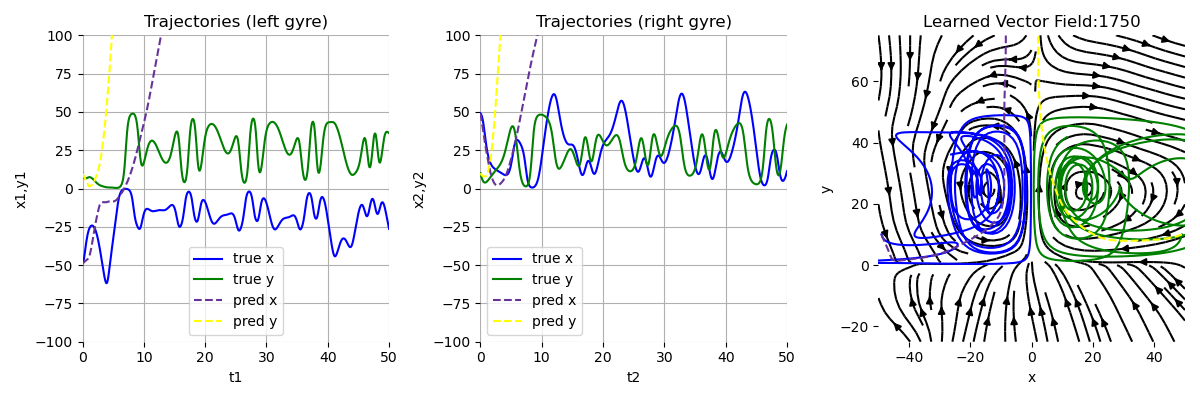 Trajectories (left gyre)
100
75
50
25
0
−25
−50
−75
−100
x1,y1
0
10
20
30
40
50
t1
true x
true y
pred x
pred y
Trajectories (right gyre)
100
75
50
25
0
−25
−50
−75
−100
x2,y2
0
10
20
30
40
50
t2
true x
true y
pred x
pred y
Learned Vector Field:1750
60
40
20
0
−20
y
−40
−20
0
20
40
x